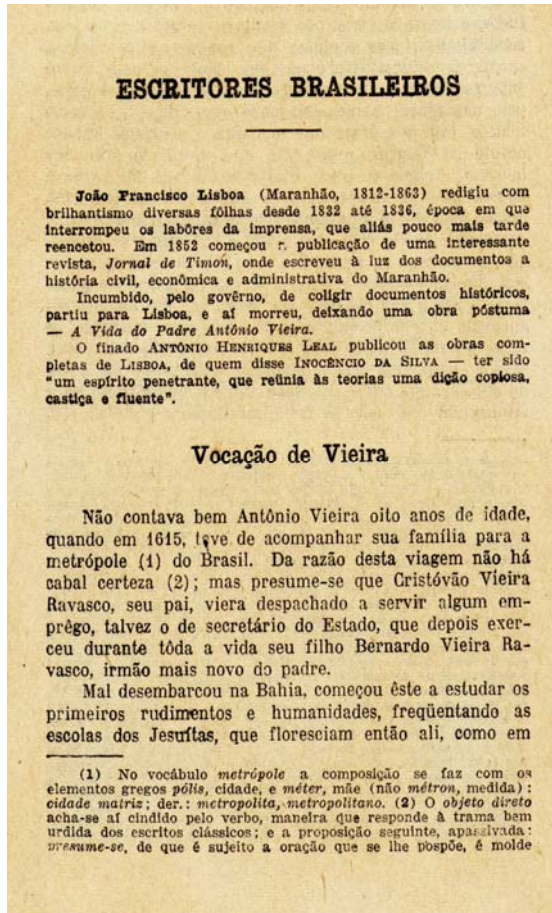 ESCRITORES BRASILEIROS
João Francisco Lisboa (Maranhão, 1812-1863) redigiu com
brilhantismo diversas fôlhas desde 1832 até 1836, época em que
interrompeu os labôres da imprensa, que aliás pouco mais tarde
reencetou. Em 1852 começou a publicação de uma interessante
revista, Jornal de Timon, onde escreveu à luz dos documentos a
história civil, econômica e administrativa do Maranhão.
Incumbido, pelo govêrno, de coligir documentos históricos,
partiu para Lisboa, e aí morreu, deixando uma obra póstuma
— A Vida do Padre Antônio Vieira.
O finado ANTÔNIO HENRIQUES LEAL publicou as obras com-
pletas de LISBOA, de quem disse INOCÊNCIO DA SILVA — ter sido
"um espírito penetrante, que reünia às teorias uma dição copiosa,
castiça e fluente".
Vocação de Vieira
Não contava bem Antônio Vieira oito anos de idade,
quando em 1615, teve de acompanhar sua família para a
metrópole (1) do Brasil. Da razão desta viagem não há
cabal certeza (2); mas presume-se que Cristóvão Vieira
Ravasco, seu pai, viera despachado a servir algum em-
prêgo, talvez o de secretário do Estado, que depois exer-
ceu durante tôda a vida seu filho Bernardo Vieira Ra-
vasco, irmão mais novo do padre.
Mal desembarcou na Bahia, começou êste a estudar os
primeiros rudimentos e humanidades, freqüentando as
escolas dos Jesuítas, que floresciam então ali, como em
(1) No vocábulo metrópole a composição se faz com os
elementos gregos pólis, cidade, e méter, mãe (não métron, medida):
cidade matriz; der.: metropolita, metropolitano. (2) O objeto direto
acha-se aí cindido pelo verbo, maneira que responde à trama bem
urdida dos escritos clássicos; e a proposição seguinte, apassivada:
presume-se, de que é sujeito a oração que se lhe pospõe, é molde